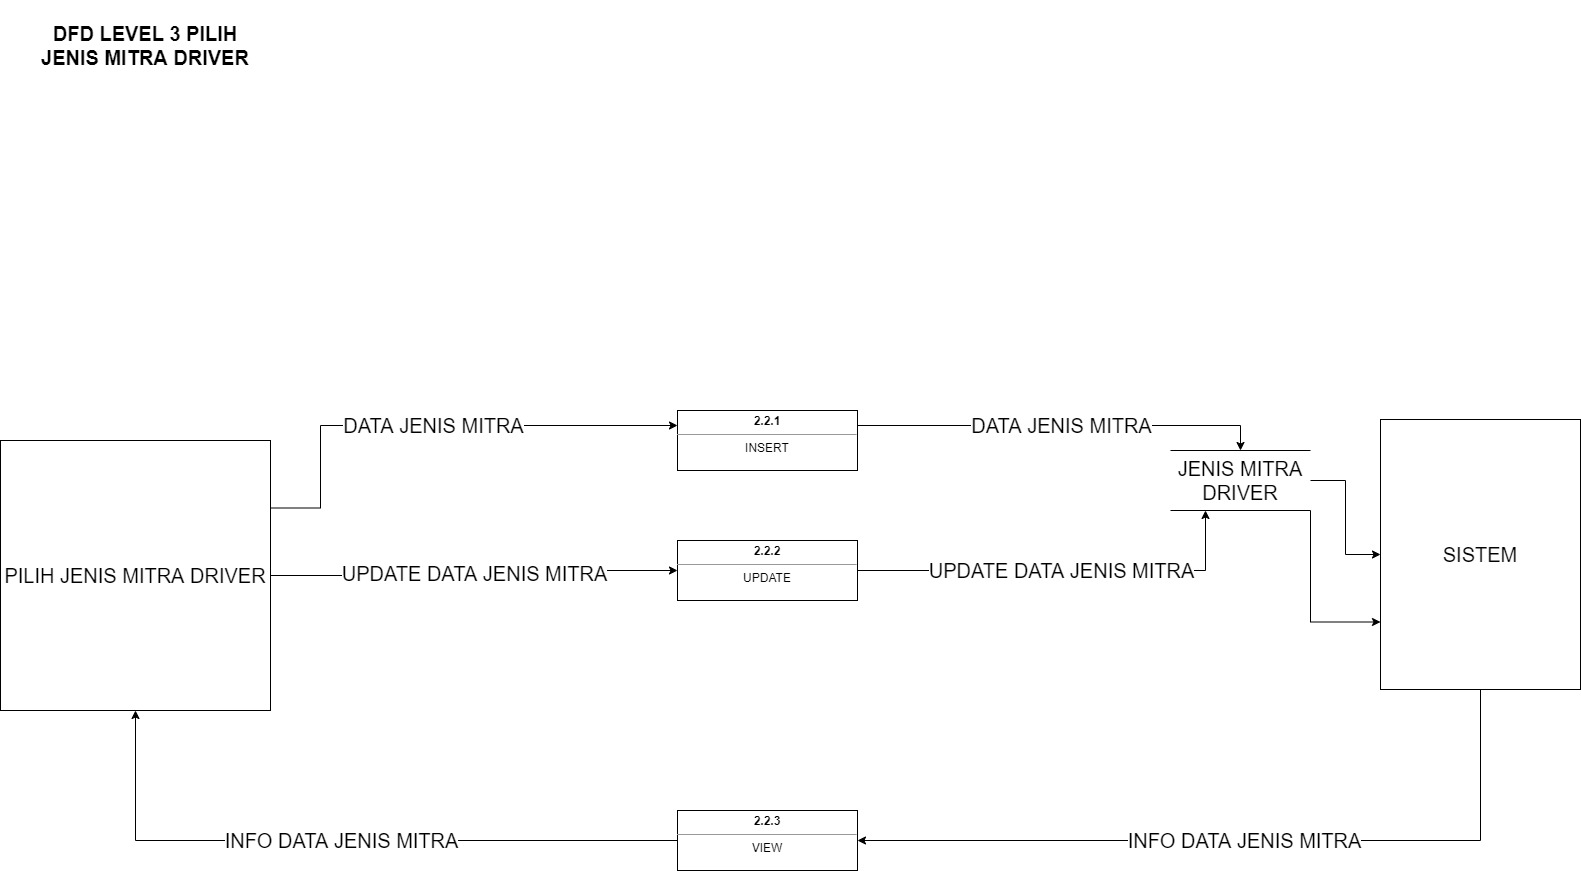 DFD LEVEL 3 PILIH
JENIS MITRA DRIVER
DATA JENIS MITRA
2.2.1
INSERT
DATA JENIS MITRA
JENIS MITRA
DRIVER
PILIH JENIS MITRA DRIVER
UPDATE DATA JENIS MITRA
2.2.2
UPDATE
UPDATE DATA JENIS MITRA
SISTEM
INFO DATA JENIS MITRA
2.2.3
VIEW
INFO DATA JENIS MITRA